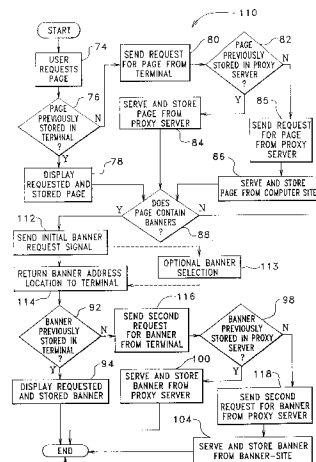 110
START
74
USER
REQUESTS
PAGE
76
PAGE
PREVIOUSLY
STORED IN
TERMINAL
?
N
Y
80
SEND REQUEST
FOR PAGE FROM
TERMINAL
82
PAGE
PREVIOUSLY
STORED IN PROXY
SERVER
?
N
Y
SERVE AND STORE
PAGE FROM
PROXY SERVER
84
85
SEND REQUEST
FOR PAGE
FROM PROXY
SERVER
86
SERVE AND STORE
PAGE FROM COMPUTER SITE
78
DISPLAY
REQUESTED AND
STORED PAGE
DOES
PAGE CONTAIN
BANNERS
?
Y
N
88
112
SEND INITIAL BANNER
REQUEST SIGNAL
OPTIONAL BANNER
SELECTION
113
RETURN BANNER ADDRESS
LOCATION TO TERMINAL
114
92
BANNER
PREVIOUSLY
STORED IN
TERMINAL
?
N
Y
116
SEND SECOND
REQUEST
FOR BANNER
FROM TERMINAL
98
BANNER
PREVIOUSLY
STORED IN PROXY
SERVER
?
N
Y
94
DISPLAY REQUESTED
AND STORED BANNER
100
SERVE AND STORE
BANNER FROM
PROXY SERVER
118
SEND SECOND
REQUEST FOR
BANNER FROM
PROXY SERVER
104
SERVE AND STORE BANNER
FROM BANNER-SITE
END